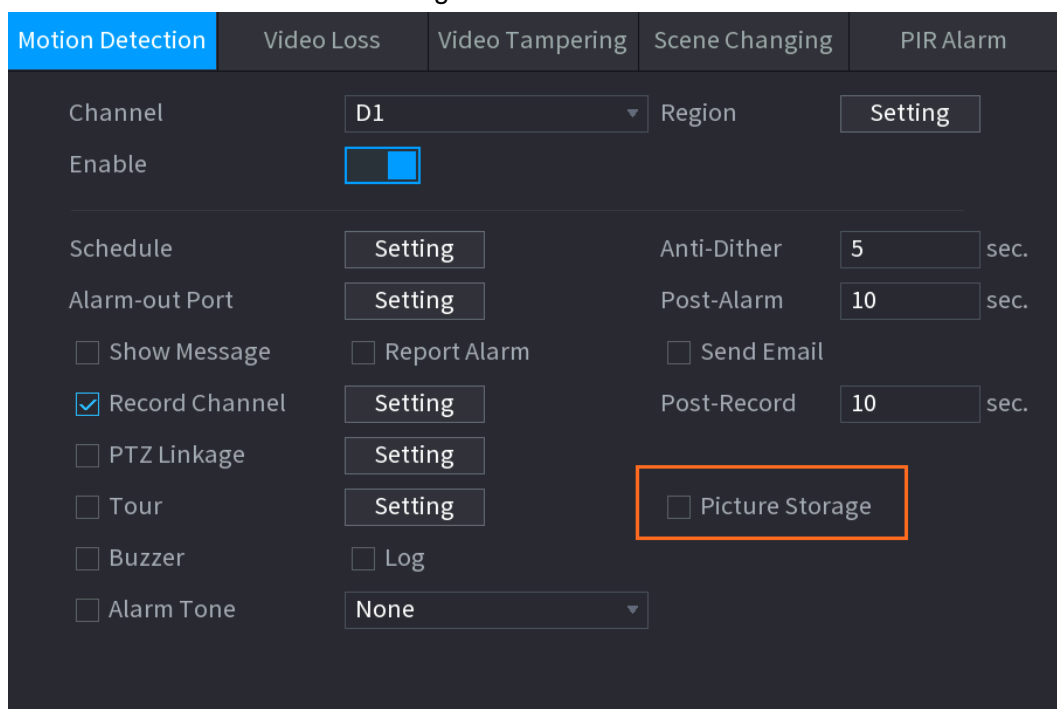 Motion Detection Video Loss Video Tampering Scene Changing PIR Alarm
Channel D1 Region Setting
Enable
Schedule Setting Anti-Dither 5 sec.
Alarm-out Port Setting Post-Alarm 10 sec.
Show Message Report Alarm Send Email
Record Channel Setting Post-Record 10 sec.
PTZ Linkage Setting
Tour Setting Picture Storage
Buzzer Log
Alarm Tone None